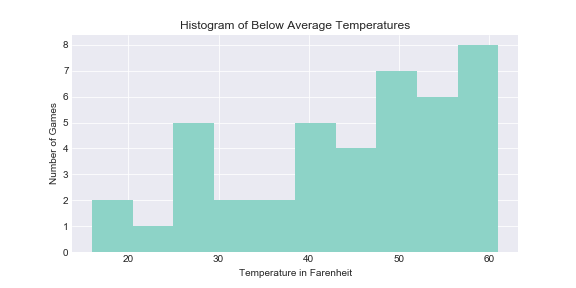 Histogram of Below Average Temperatures
8
7
6
5
4
3
2
1
0
Number of Games
20 30 40 50 60
Temperature in Farenheit